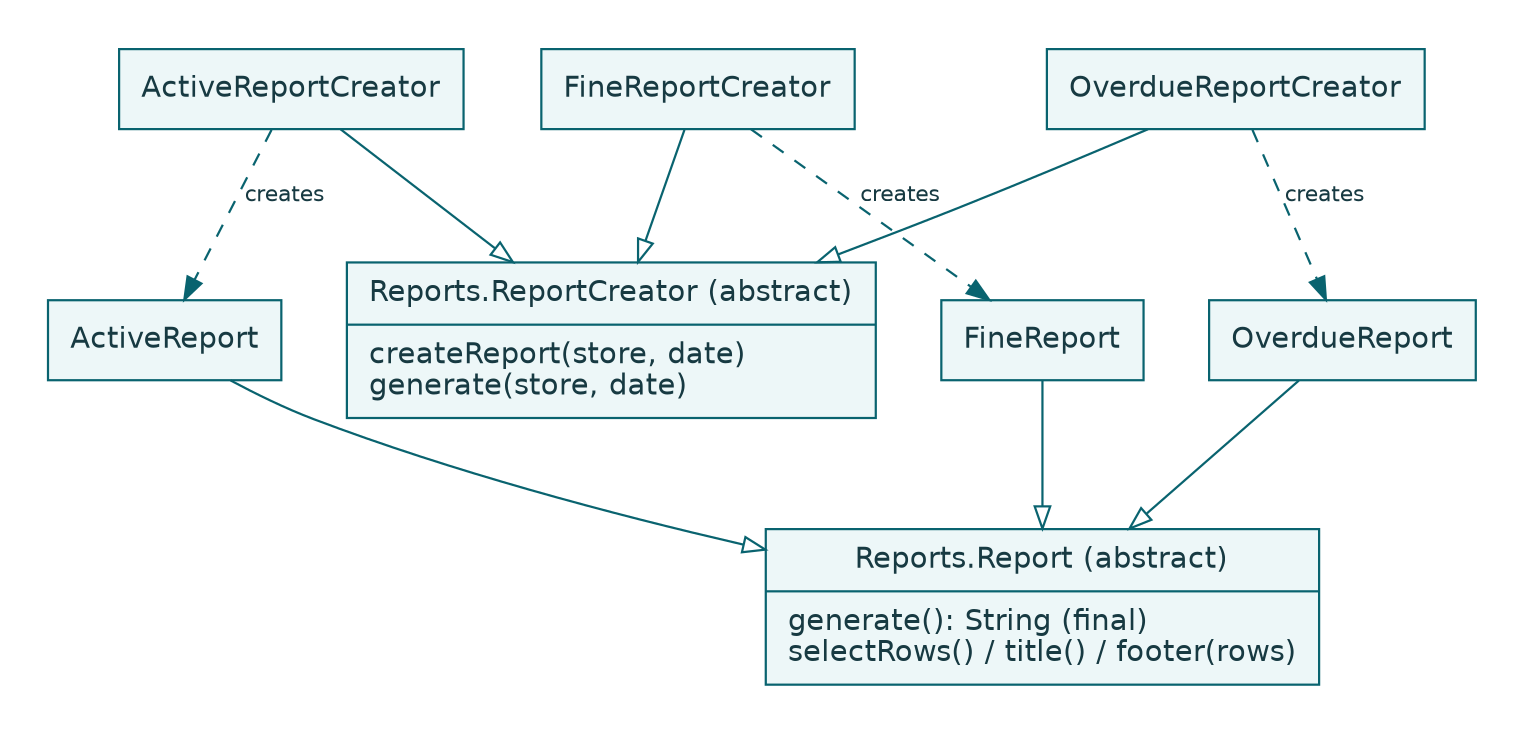 ActiveReportCreator
FineReportCreator
OverdueReportCreator
creates
creates
creates
Reports.ReportCreator (abstract)
createReport(store, date)
generate(store, date)
ActiveReport
FineReport
OverdueReport
Reports.Report (abstract)
generate(): String (final)
selectRows() / title() / footer(rows)